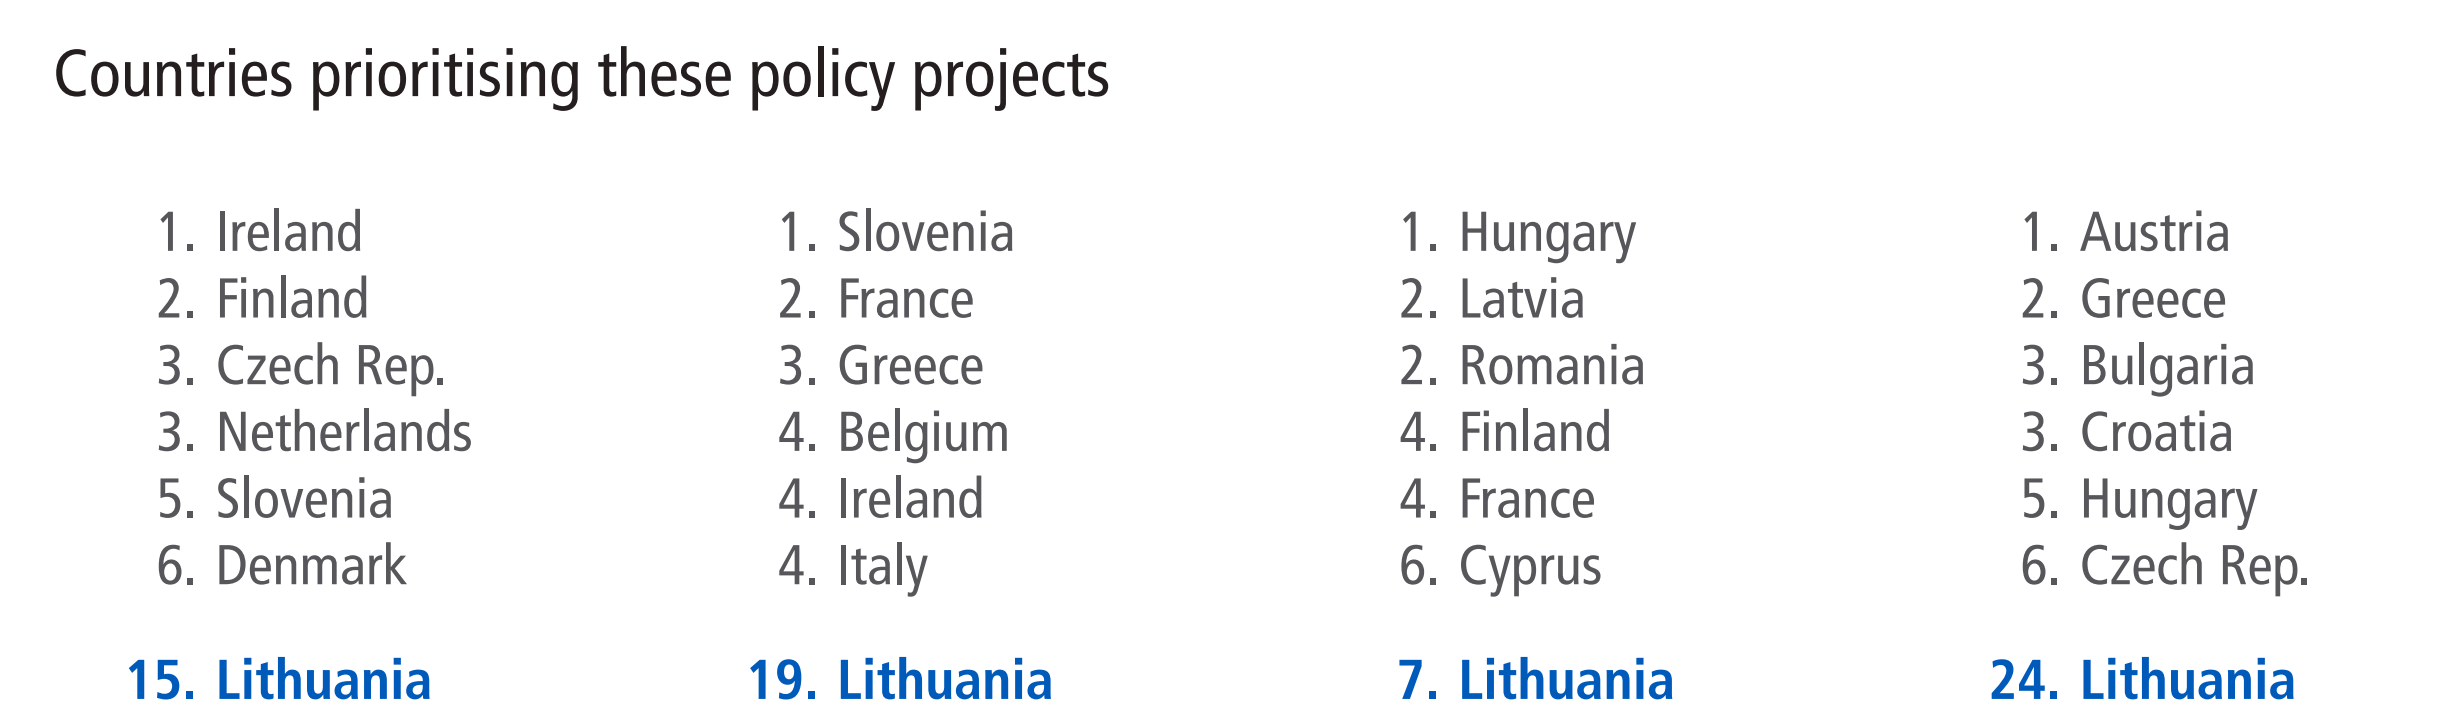 Countries prioritising these policy projects
1. Ireland
2. Finland
3. Czech Rep.
3. Netherlands
5. Slovenia
6. Denmark
15. Lithuania
1. Slovenia
2. France
3. Greece
4. Belgium
4. Ireland
4. Italy
19. Lithuania
1. Hungary
2. Latvia
2. Romania
4. Finland
4. France
6. Cyprus
7. Lithuania
1. Austria
2. Greece
3. Bulgaria
3. Croatia
5. Hungary
6. Czech Rep.
24. Lithuania